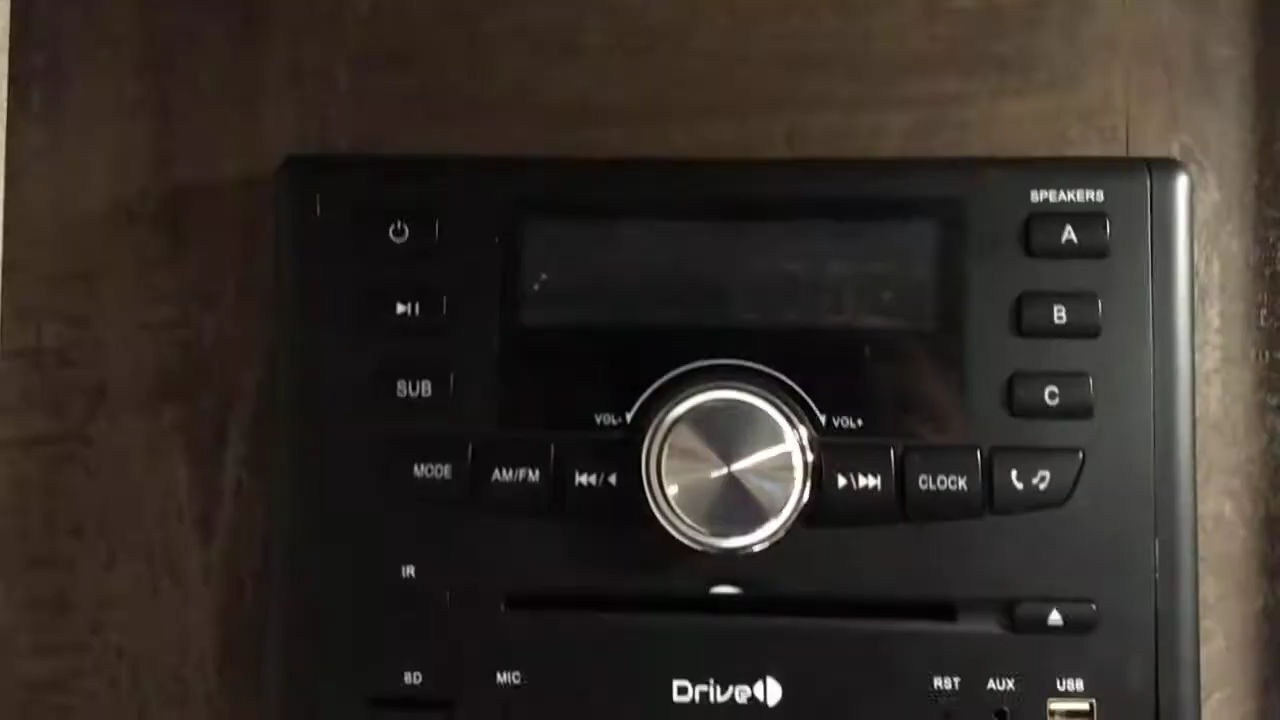 SPEAKERS
A
B
SUB
C
VOL-
VOL+
MODE
AM/FM
CLOCK
IR
SD
MIC
Drive
RST
AUX
USB